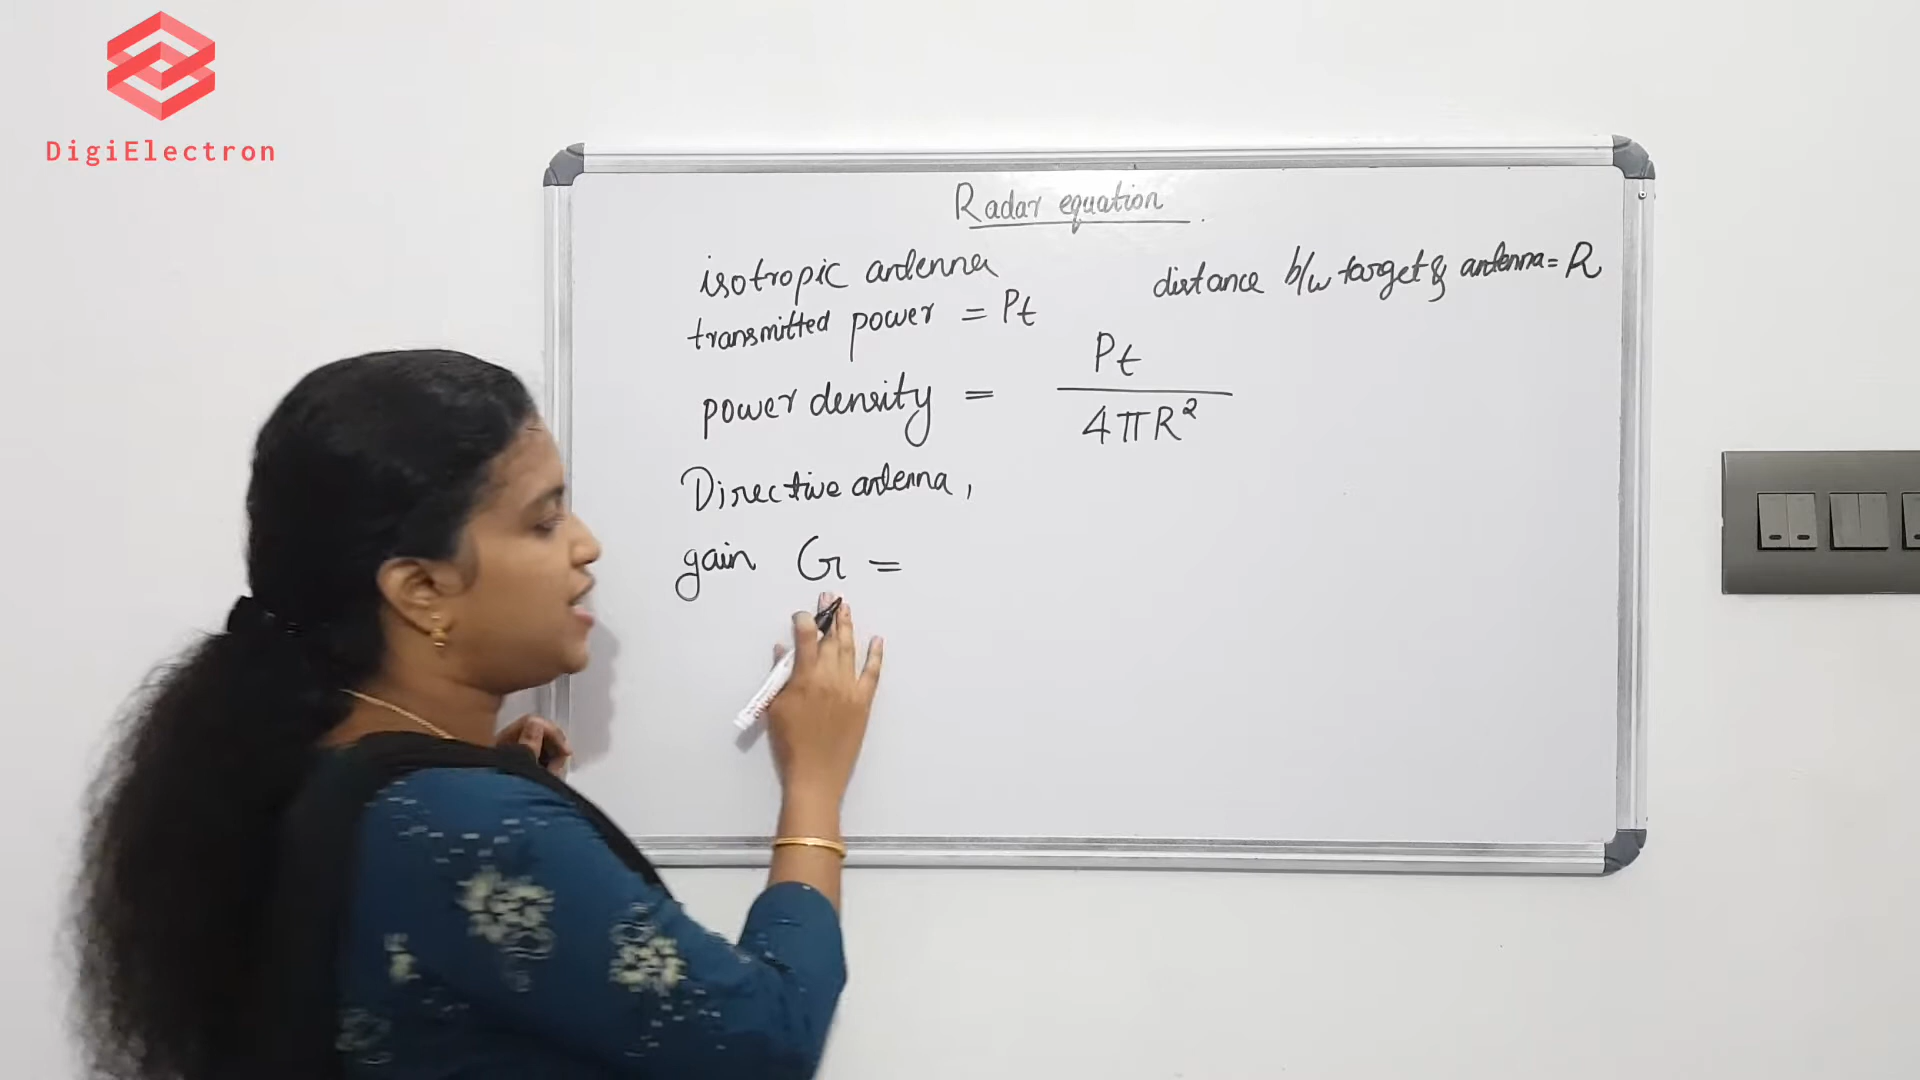 DigiElectron
Radar equation
isotropic antenna
distance b/w target & antenna = R
transmitted power = Pt
power density = Pt / 4πR²
Directive antenna,
gain G =